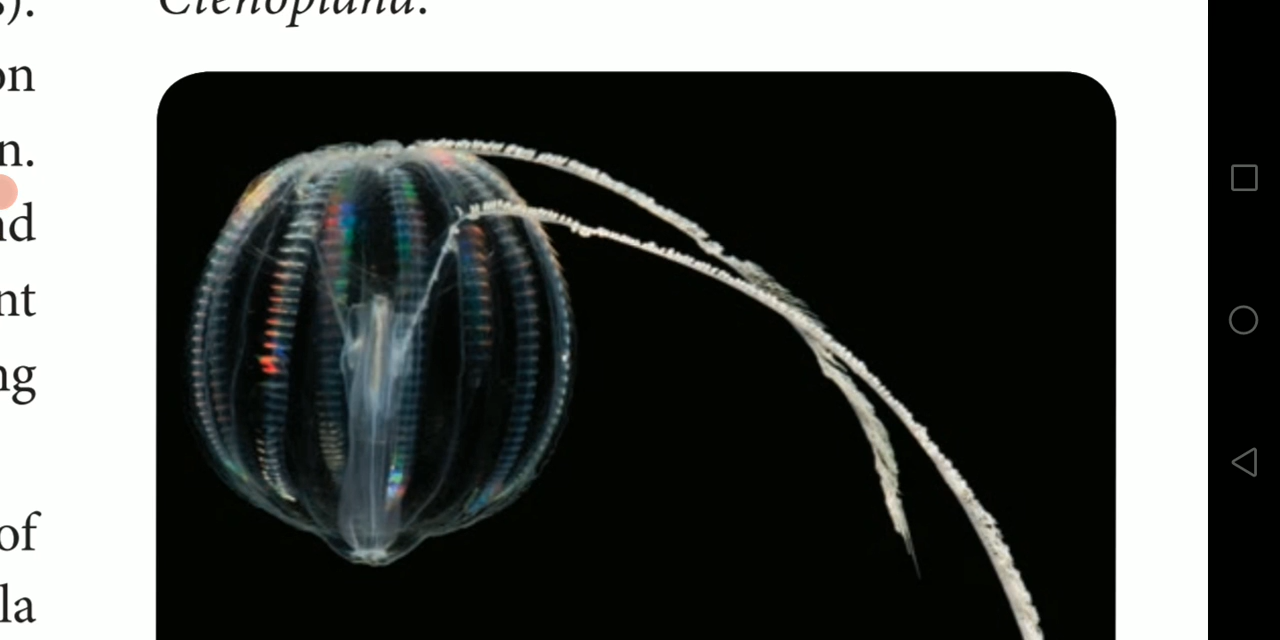 s).
on
n.
nd
nt
ng
of
la
Ctenoplana.